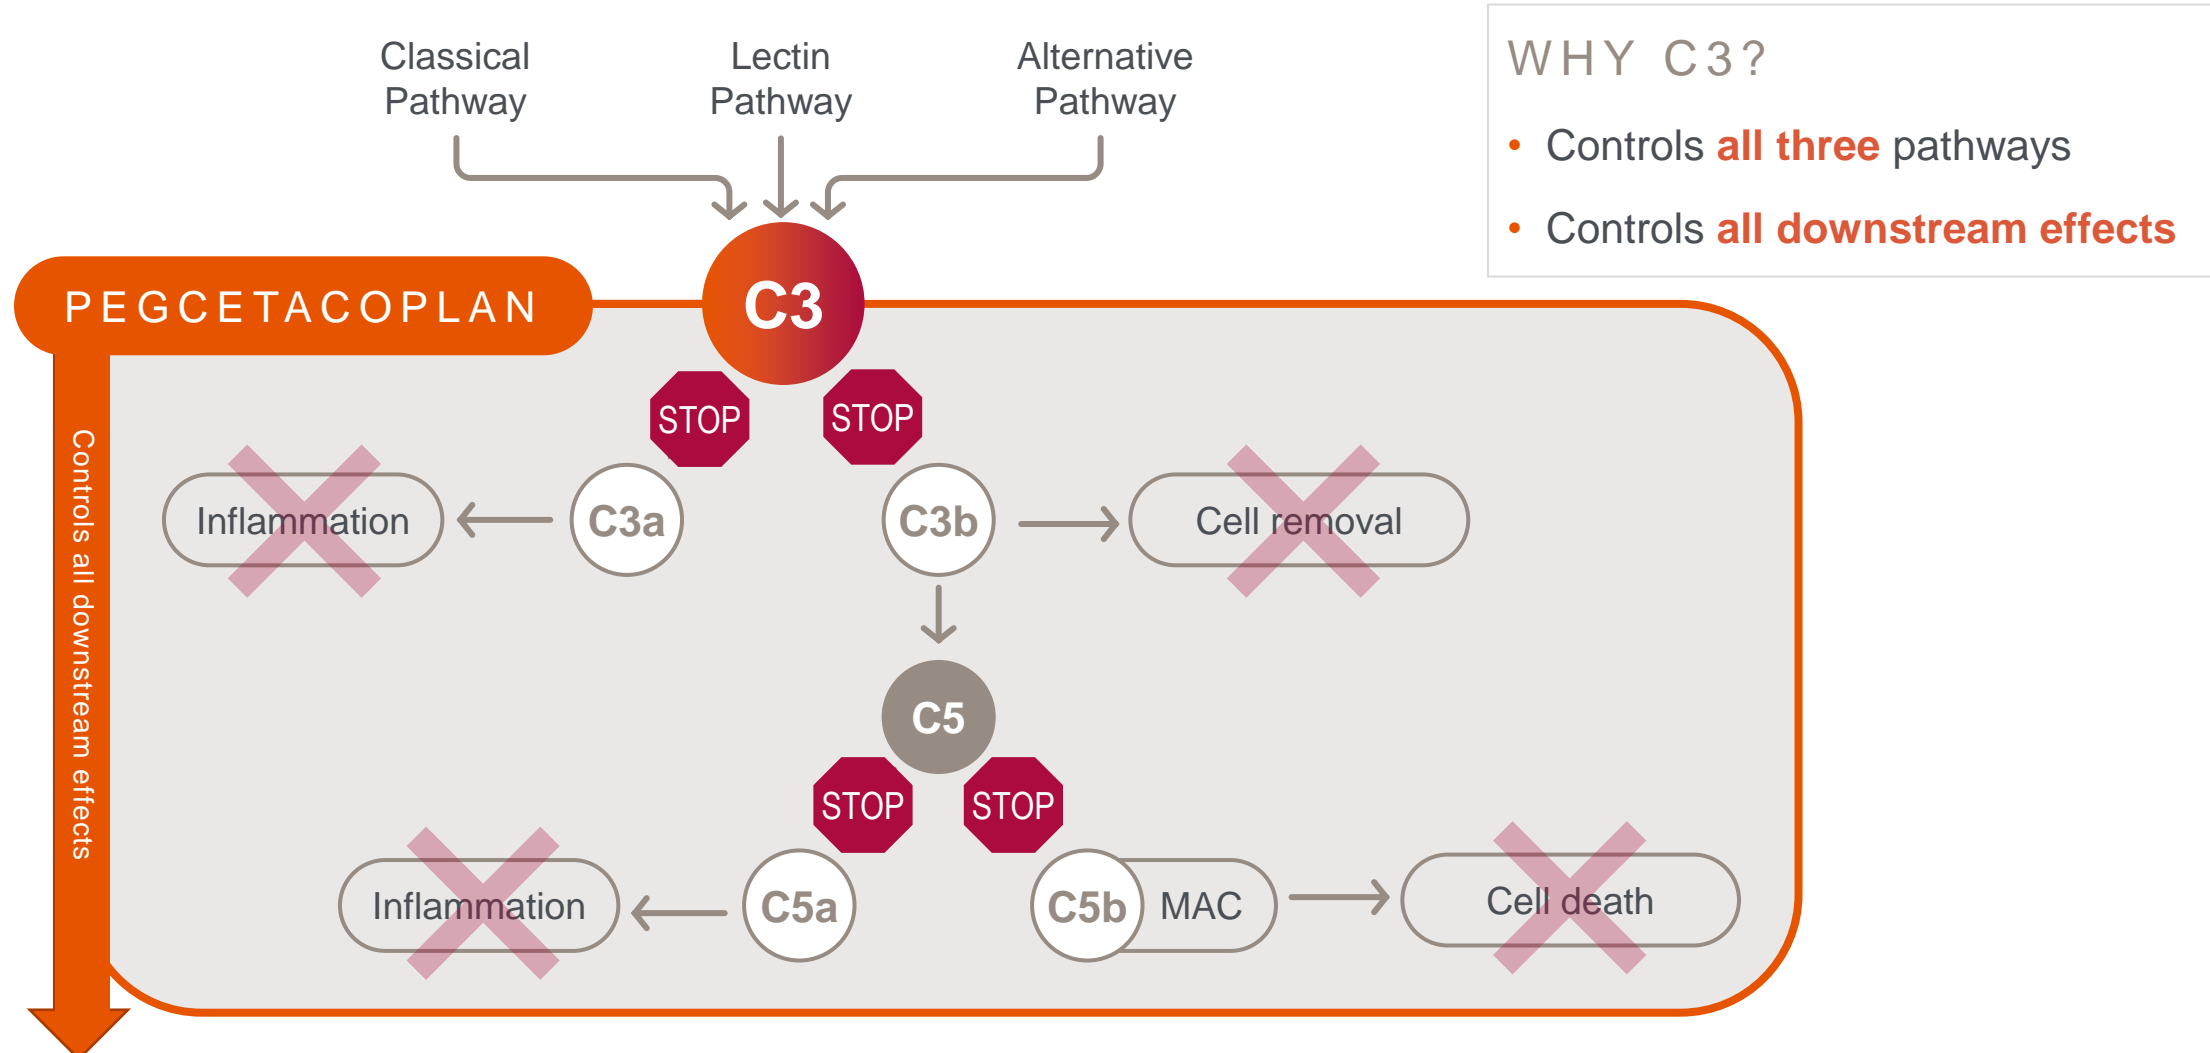 Classical
Pathway
Lectin
Pathway
Alternative
Pathway
WHY C3?
• Controls all three pathways
• Controls all downstream effects
PEGCETACOPLAN
C3
STOP
STOP
Controls all downstream effects
Inflammation
C3a
C3b
Cell removal
C5
STOP
STOP
Inflammation
C5a
C5b
MAC
Cell death